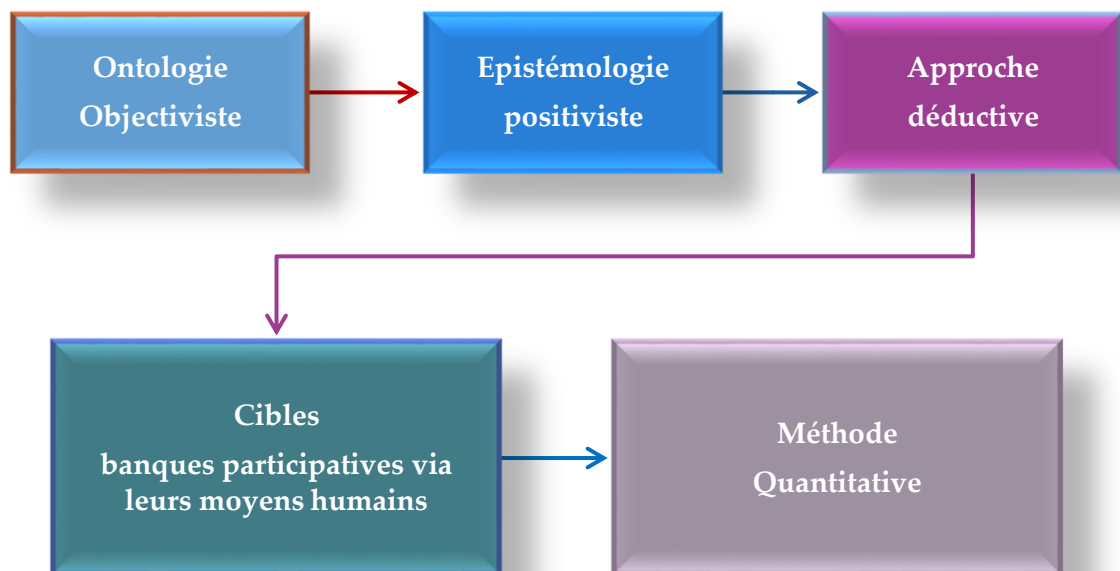 Ontologie
Objectiviste
Epistémologie
positiviste
Approche
déductive
Cibles
banques participatives via
leurs moyens humains
Méthode
Quantitative